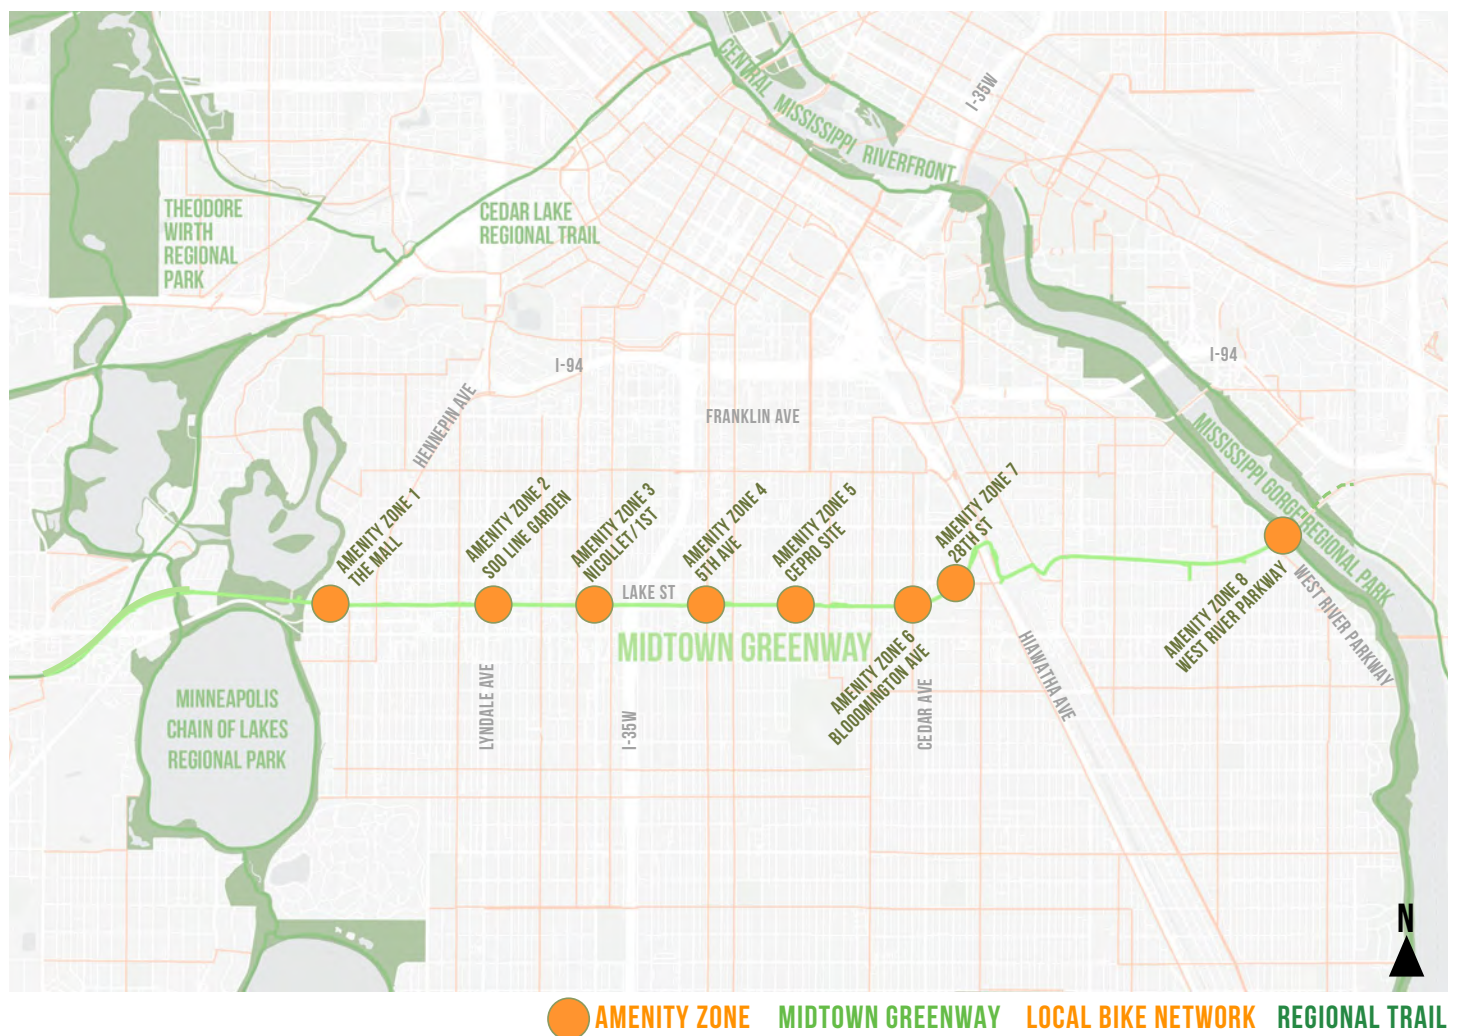 CENTRAL MISSISSIPPI RIVERFRONT
I-35W
THEODORE
WIRTH
REGIONAL
PARK
CEDAR LAKE
REGIONAL TRAIL
I-94
I-94
HENNEPIN AVE
FRANKLIN AVE
MISSISSIPPI GORGE REGIONAL PARK
AMENITY ZONE 1
THE MALL
AMENITY ZONE 2
SOO LINE GARDEN
AMENITY ZONE 3
NICOLLET/1ST
AMENITY ZONE 4
5TH AVE
AMENITY ZONE 5
CEPRO SITE
AMENITY ZONE 7
28TH ST
LAKE ST
MIDTOWN GREENWAY
AMENITY ZONE 6
BLOOOMINGTON AVE
AMENITY ZONE 8
WEST RIVER PARKWAY
WEST RIVER PARKWAY
HIAWATHA AVE
LYNDALE AVE
I-35W
CEDAR AVE
MINNEAPOLIS
CHAIN OF LAKES
REGIONAL PARK
N
AMENITY ZONE
MIDTOWN GREENWAY
LOCAL BIKE NETWORK
REGIONAL TRAIL